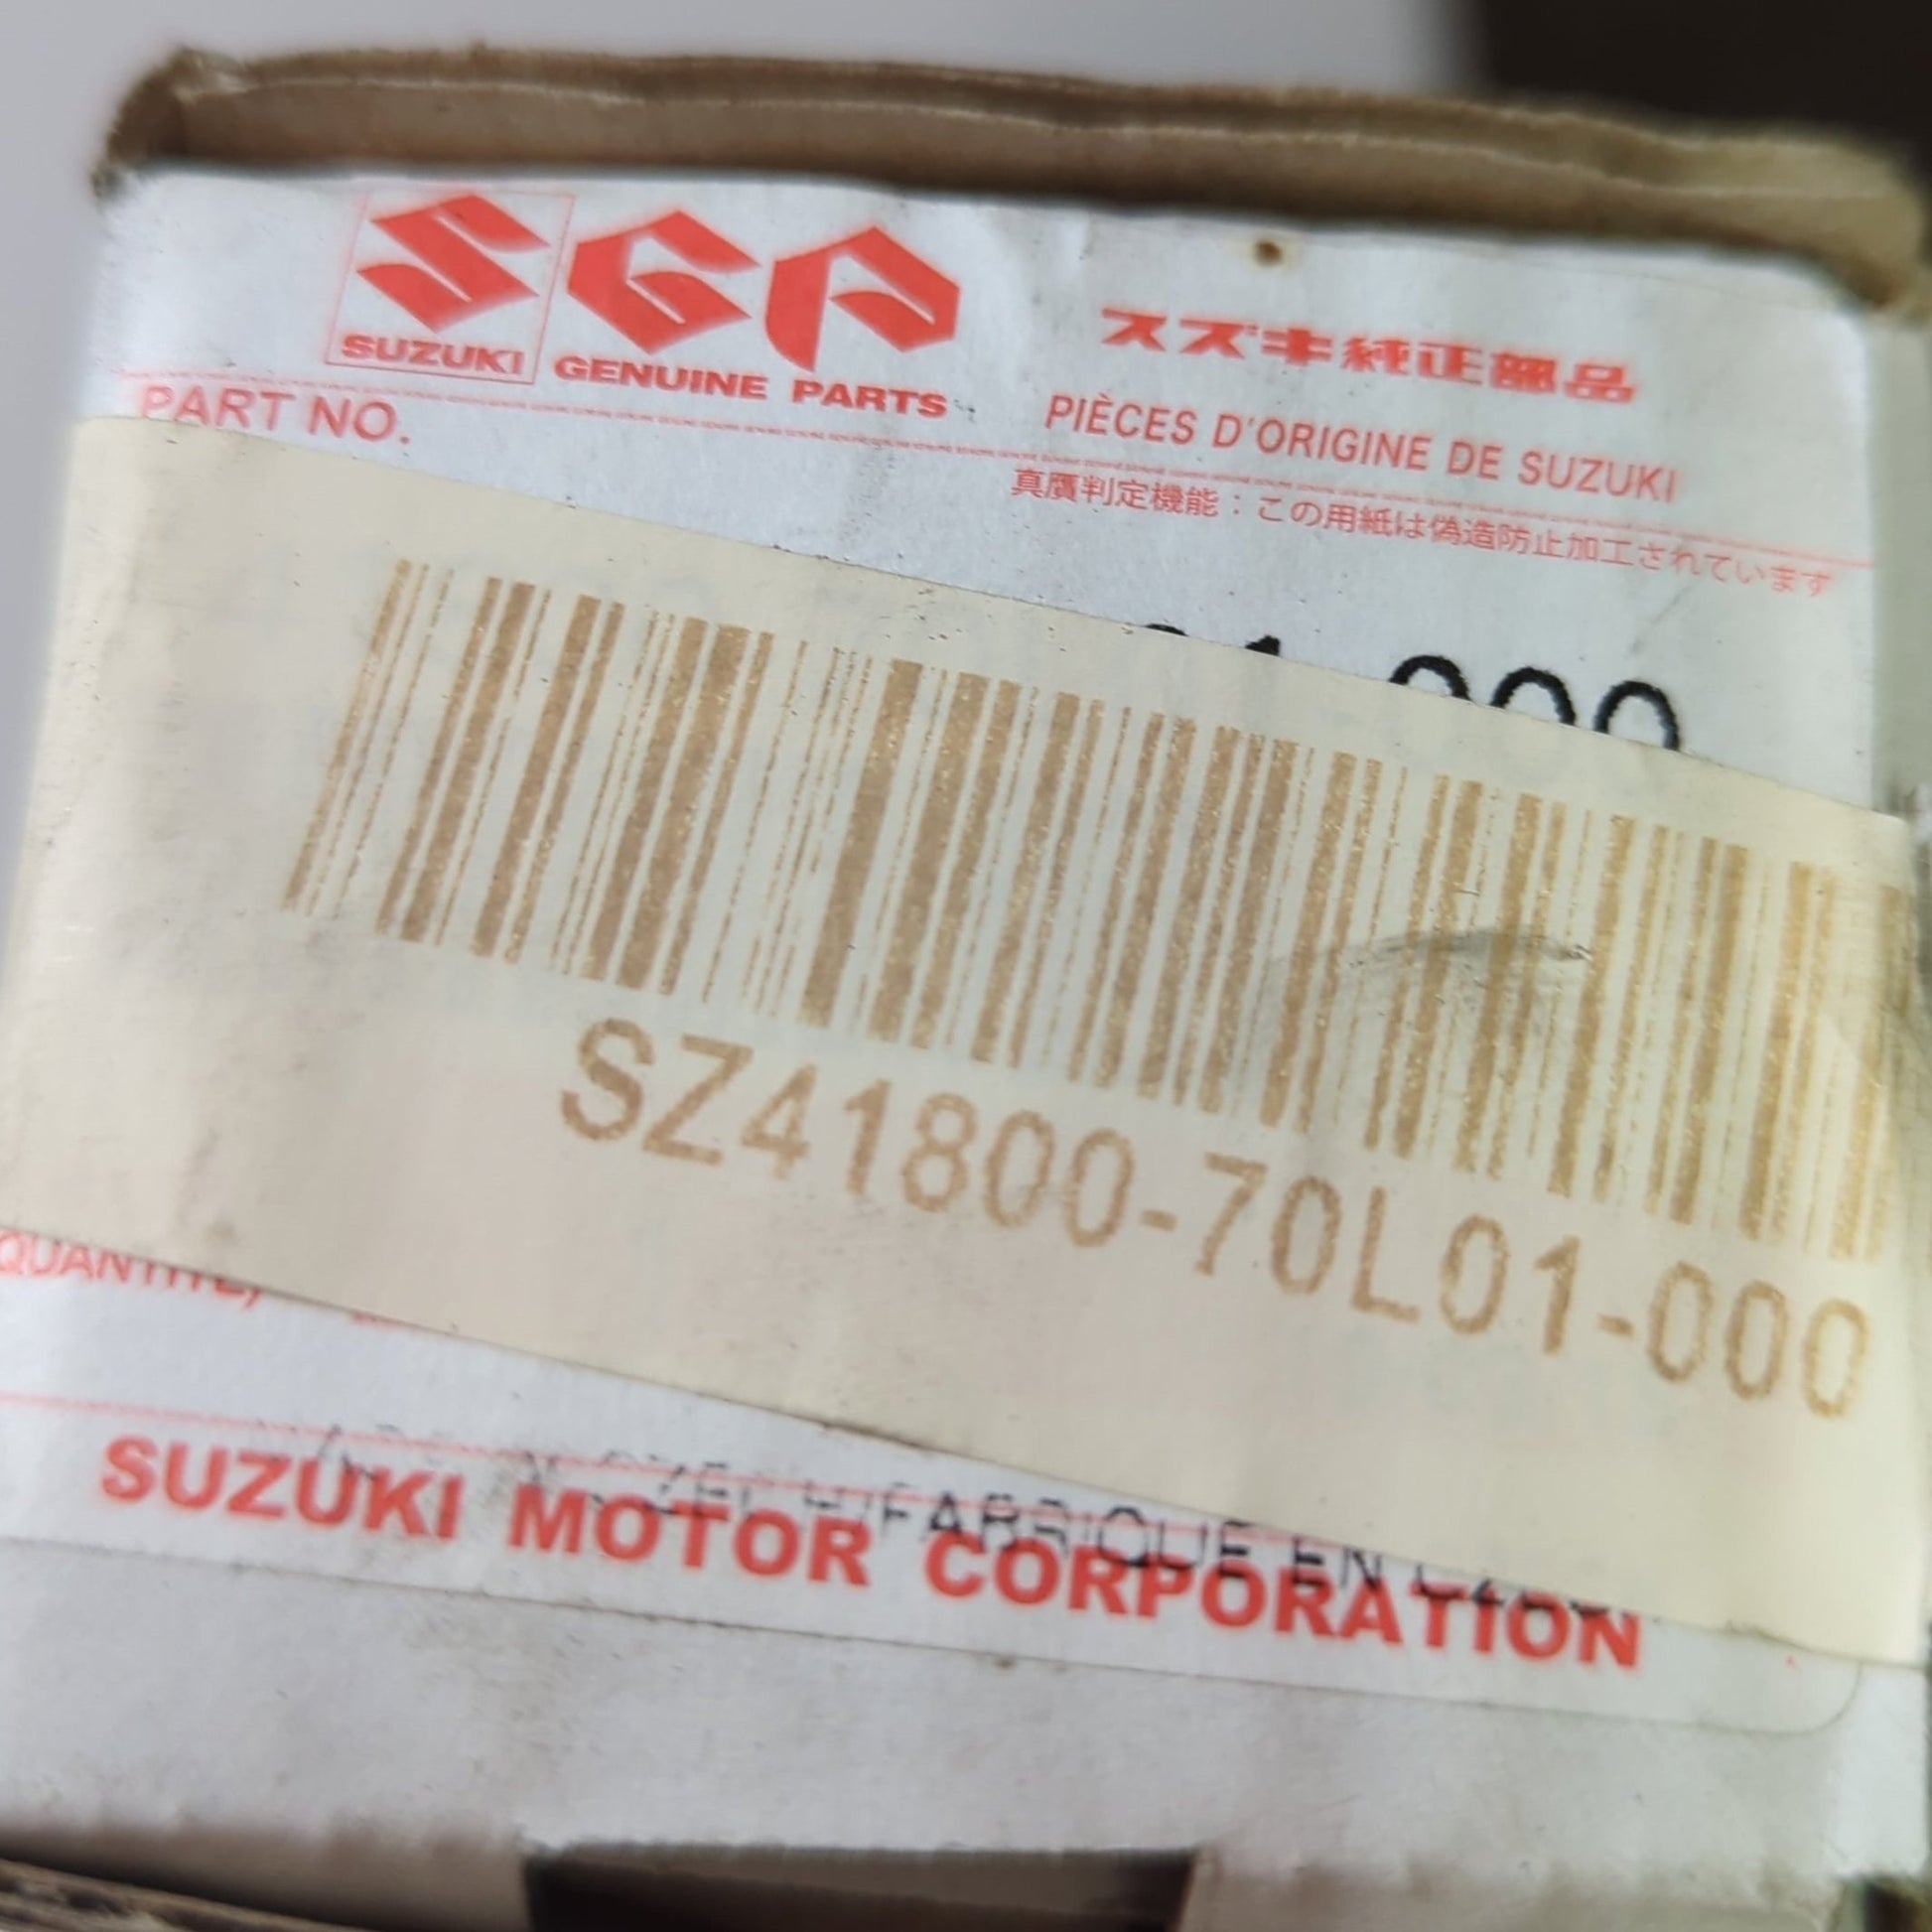 SUZUKI GENUINE PARTS
スズキ純正部品
PIÈCES D'ORIGINE DE SUZUKI
PART NO.
真贋判定機能：この用紙は偽造防止加工されています
SZ41800-70L01-000
SUZUKI MOTOR CORPORATION
FABRIQUE EN